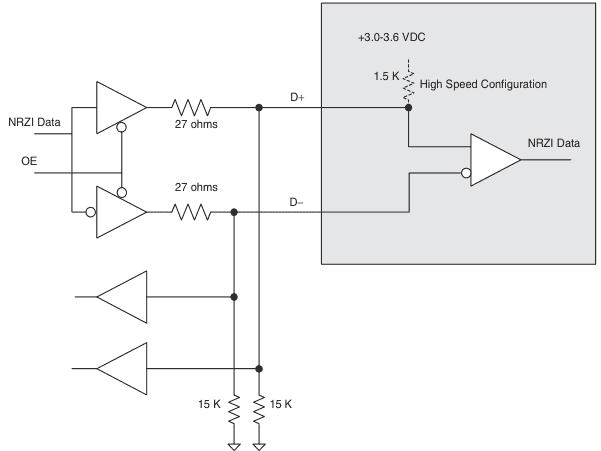 +3.0-3.6 VDC
1.5 K
High Speed Configuration
D+
NRZI Data
27 ohms
NRZI Data
OE
27 ohms
D–
15 K
15 K